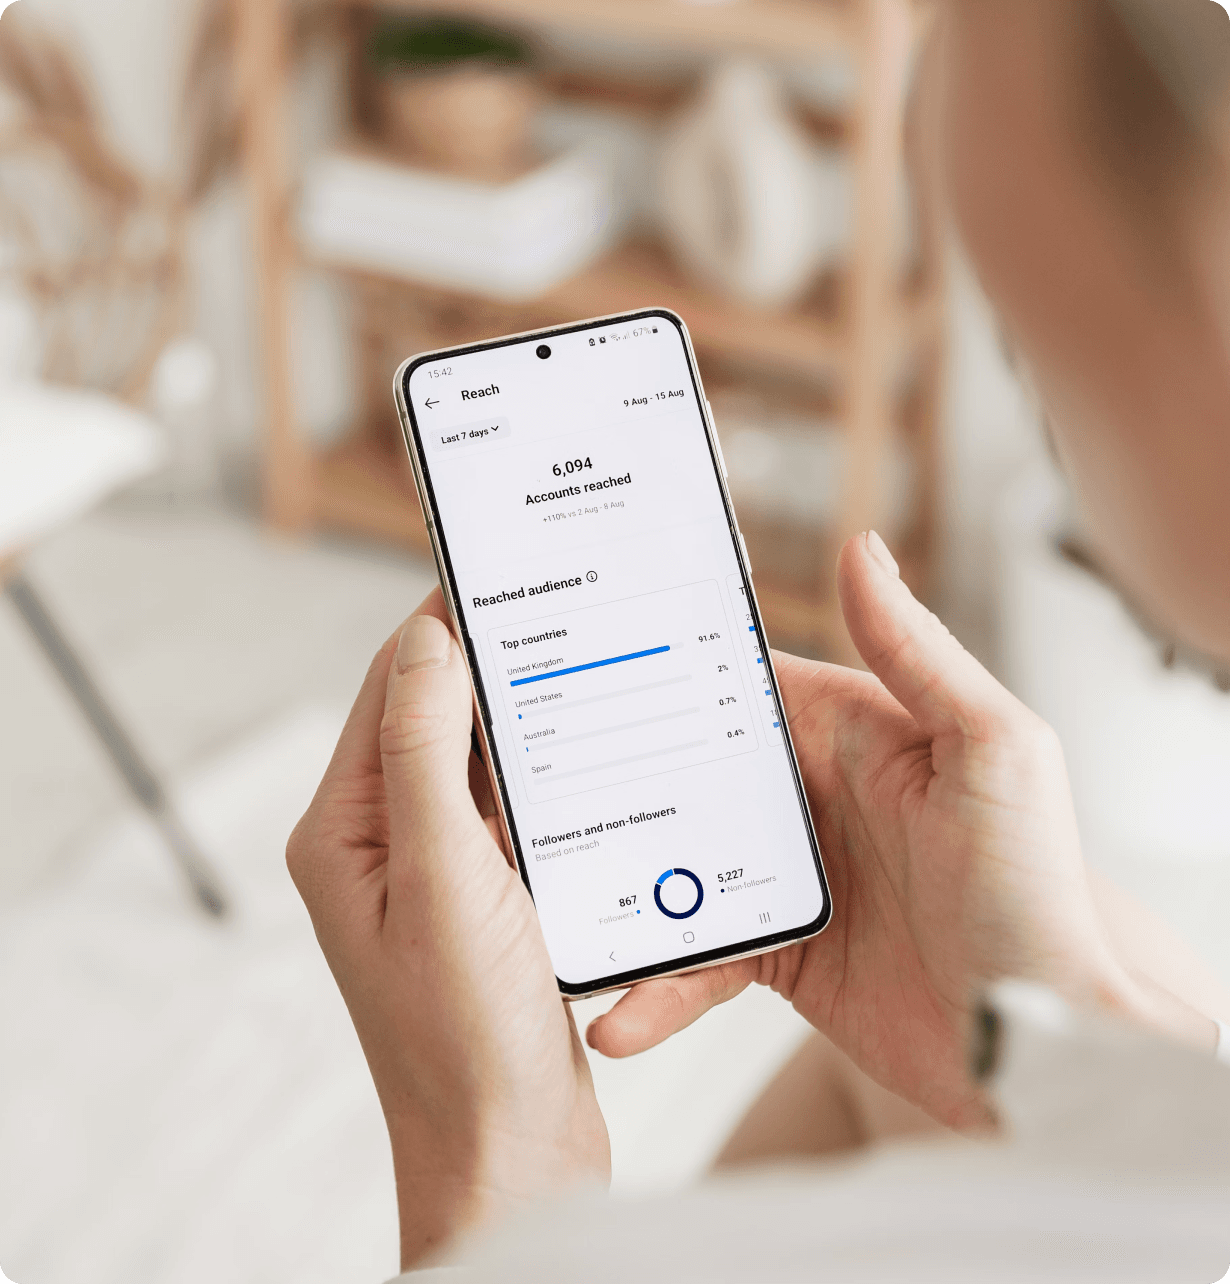 15:42
67%
Reach
9 Aug - 15 Aug
Last 7 days
6,094
Accounts reached
+110% vs 2 Aug - 8 Aug
Reached audience
Top countries
United Kingdom
91.6%
United States
2%
Australia
0.7%
Spain
0.4%
Followers and non-followers
Based on reach
867
Followers
5,227
Non-followers